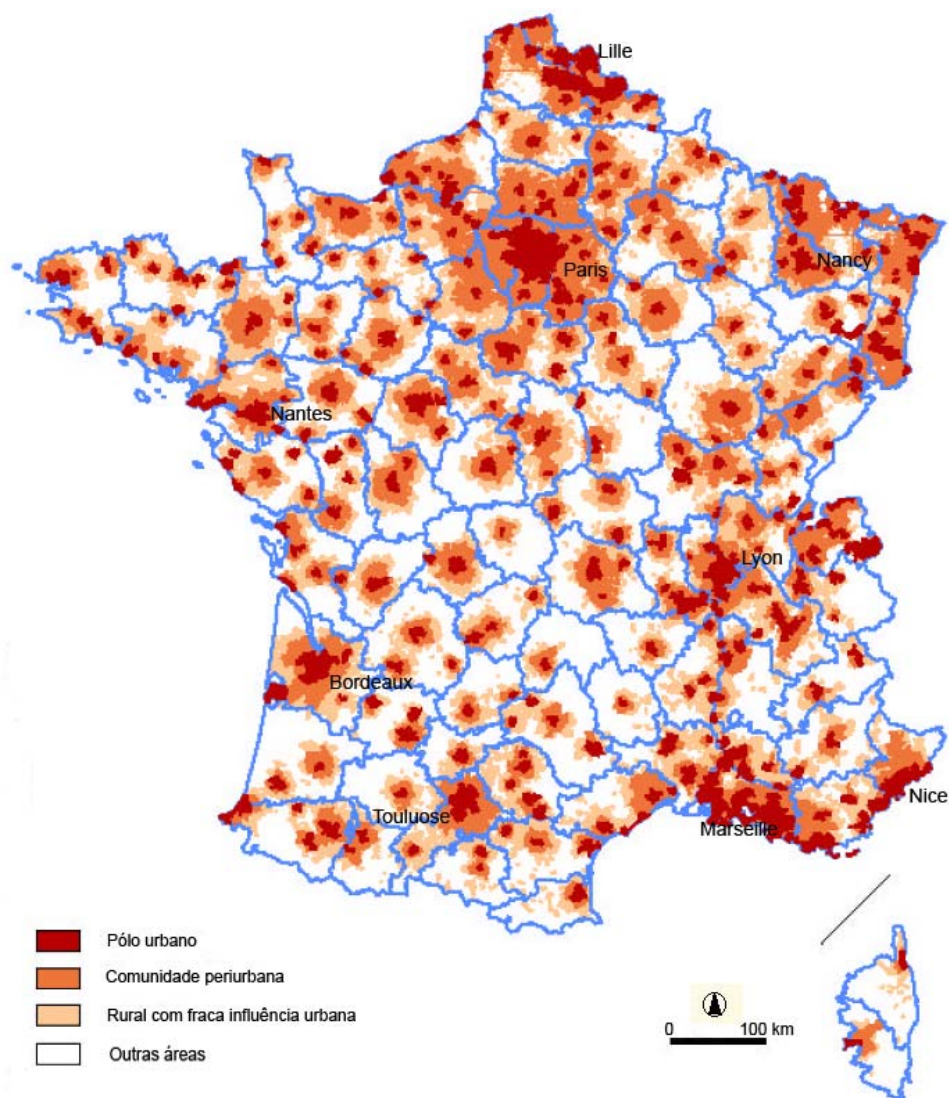 Lille
Paris
Nancy
Nantes
Lyon
Bordeaux
Nice
Touluose
Marseille
Pólo urbano
Comunidade periurbana
Rural com fraca influência urbana
0 100 km
Outras áreas